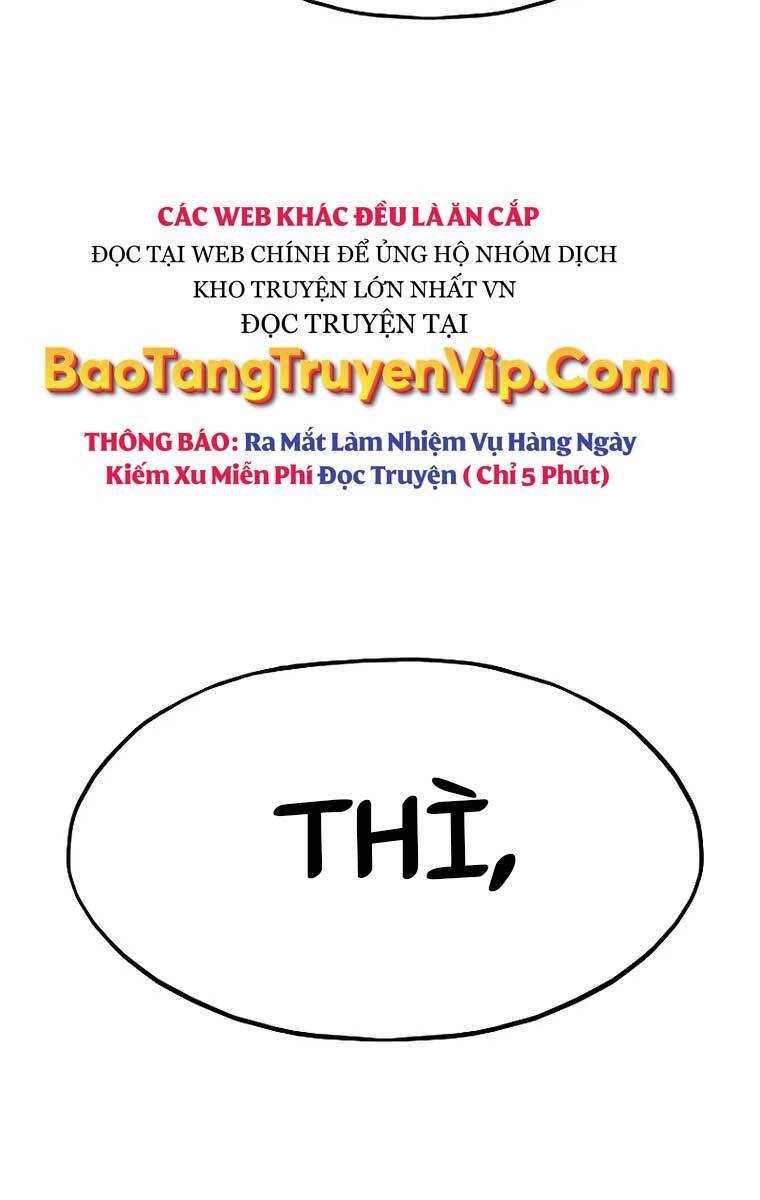 CÁC WEB KHÁC ĐỀU LÀ ĂN CẮP
ĐỌC TẠI WEB CHÍNH ĐỂ ỦNG HỘ NHÓM DỊCH
KHO TRUYỆN LỚN NHẤT VN
ĐỌC TRUYỆN TẠI
BaoTangTruyenVip.Com
THÔNG BÁO: Ra Mắt Làm Nhiệm Vụ Hàng Ngày
Kiếm Xu Miễn Phí Đọc Truyện ( Chỉ 5 Phút)
THÌ,